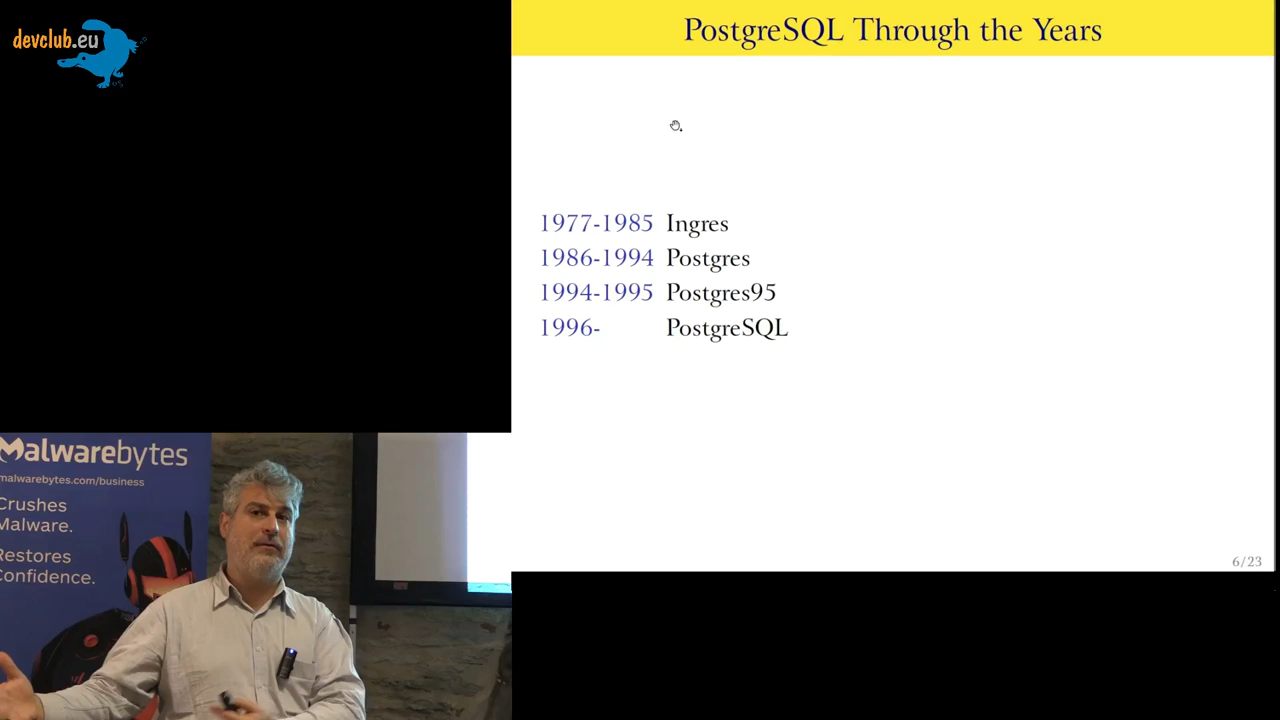 devclub.eu
PostgreSQL Through the Years
1977-1985 Ingres
1986-1994 Postgres
1994-1995 Postgres95
1996- PostgreSQL
6/23
Malwarebytes
malwarebytes.com/business
Crushes
Malware.
Restores
Confidence.